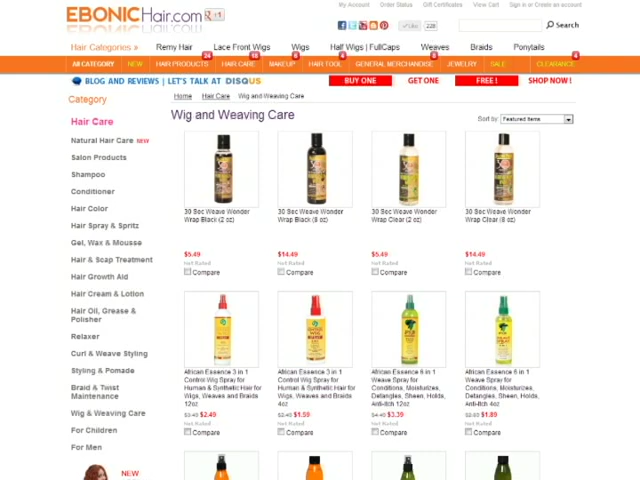 My Account Order Status Gift Certificates View Cart Sign in or Create an account
EBONICHair.com
+1
Like 228
Search
Hair Categories » Remy Hair Lace Front Wigs Wigs Half Wigs | FullCaps Weaves Braids Ponytails
ALL CATEGORY NEW HAIR PRODUCTS HAIR CARE MAKEUP HAIR TOOL GENERAL MERCHANDISE JEWELRY SALE CLEARANCE
BLOG AND REVIEWS | LET'S TALK AT DISQUS BUY ONE GET ONE FREE ! SHOP NOW !
Category
Home Hair Care Wig and Weaving Care
Wig and Weaving Care
Sort by Featured Items
Hair Care
Natural Hair Care NEW
Salon Products
Shampoo
Conditioner
Hair Color
Hair Spray & Spritz
Gel, Wax & Mousse
Hair & Scap Treatment
Hair Growth Aid
Hair Cream & Lotion
Hair Oil, Grease &
Polisher
Relaxer
Curl & Weave Styling
Styling & Pomade
Braid & Twist
Maintenance
Wig & Weaving Care
For Children
For Men
NEW
30 Sec Weave Wonder
Wrap Black (2 oz)
$5.49
Not Rated
Compare
30 Sec Weave Wonder
Wrap Black (8 oz)
$14.49
Not Rated
Compare
30 Sec Weave Wonder
Wrap Clear (2 oz)
$5.49
Not Rated
Compare
30 Sec Weave Wonder
Wrap Clear (8 oz)
$14.49
Not Rated
Compare
African Essence 3 in 1
Control Wig Spray for
Human & Synthetic Hair for
Wigs, Weaves and Braids
12oz
$3.49 $2.49
Not Rated
Compare
African Essence 3 in 1
Control Wig Spray for
Human & Synthetic Hair for
Wigs, Weaves and Braids
4oz
$2.49 $1.59
Not Rated
Compare
African Essence 6 in 1
Weave Spray for
Conditions, Moisturizes,
Detangles, Sheen, Holds,
Anti-Itch 12oz
$4.49 $3.39
Not Rated
Compare
African Essence 6 in 1
Weave Spray for
Conditions, Moisturizes,
Detangles, Sheen, Holds,
Anti-Itch 4oz
$1.89
Not Rated
Compare